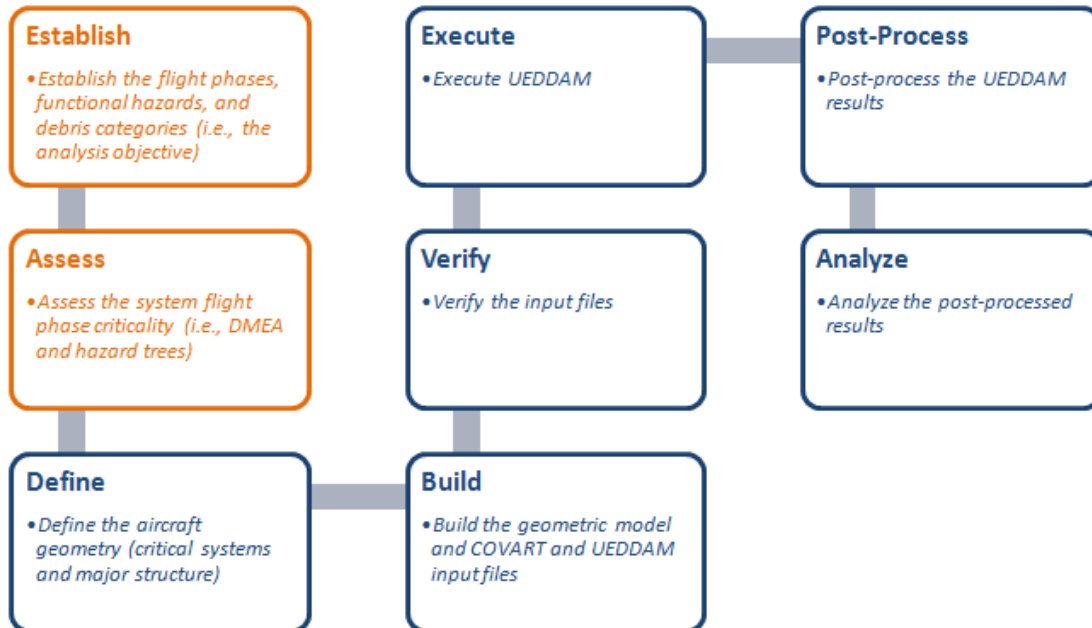 Establish
•Establish the flight phases,
functional hazards, and
debris categories (i.e., the
analysis objective)
Assess
•Assess the system flight
phase criticality (i.e., DMEA
and hazard trees)
Define
•Define the aircraft
geometry (critical systems
and major structure)
Build
•Build the geometric model
and COVART and UEDDAM
input files
Verify
•Verify the input files
Execute
•Execute UEDDAM
Post-Process
•Post-process the UEDDAM
results
Analyze
•Analyze the post-processed
results